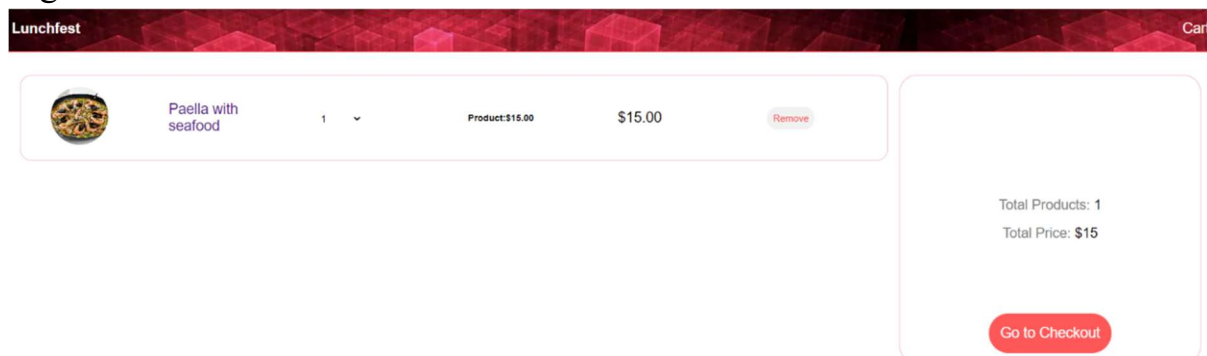 Lunchfest
Cart
Paella with
seafood
1
Product:$15.00
$15.00
Remove
Total Products: 1
Total Price: $15
Go to Checkout